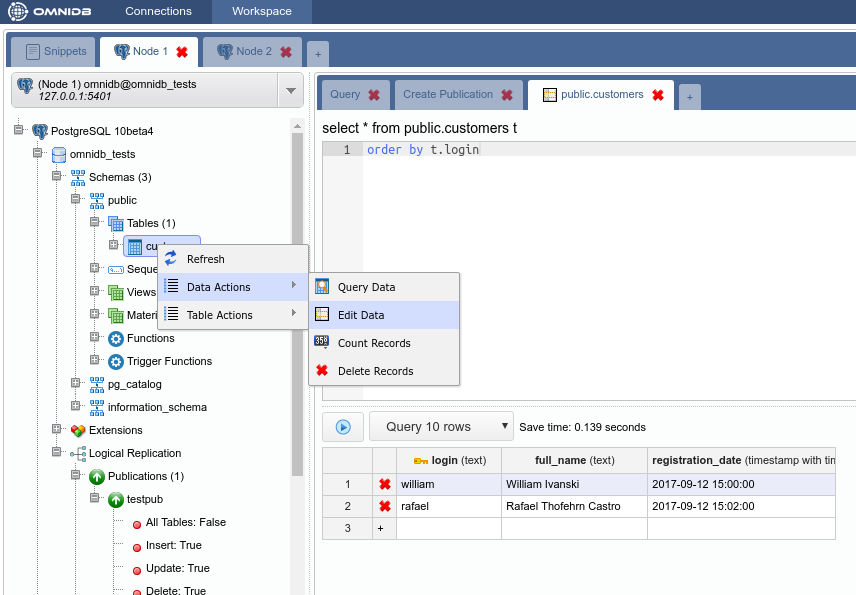 OMNIDB Connections Workspace
Snippets Node 1 Node 2 +
(Node 1) omnidb@omnidb_tests
127.0.0.1:5401
PostgreSQL 10beta4
omnidb_tests
Schemas (3)
public
Tables (1)
Seque
Views
Materi
Functions
Trigger Functions
pg_catalog
information_schema
Extensions
Logical Replication
Publications (1)
testpub
All Tables: False
Insert: True
Update: True
Delete: True
Refresh
Data Actions
Table Actions
Query Data
Edit Data
Count Records
Delete Records
Query Create Publication public.customers +
select * from public.customers t
1 order by t.login
Query 10 rows Save time: 0.139 seconds
login (text) full_name (text) registration_date (timestamp with tim
1 william William Ivanski 2017-09-12 15:00:00
2 rafael Rafael Thofehrn Castro 2017-09-12 15:02:00
3 +